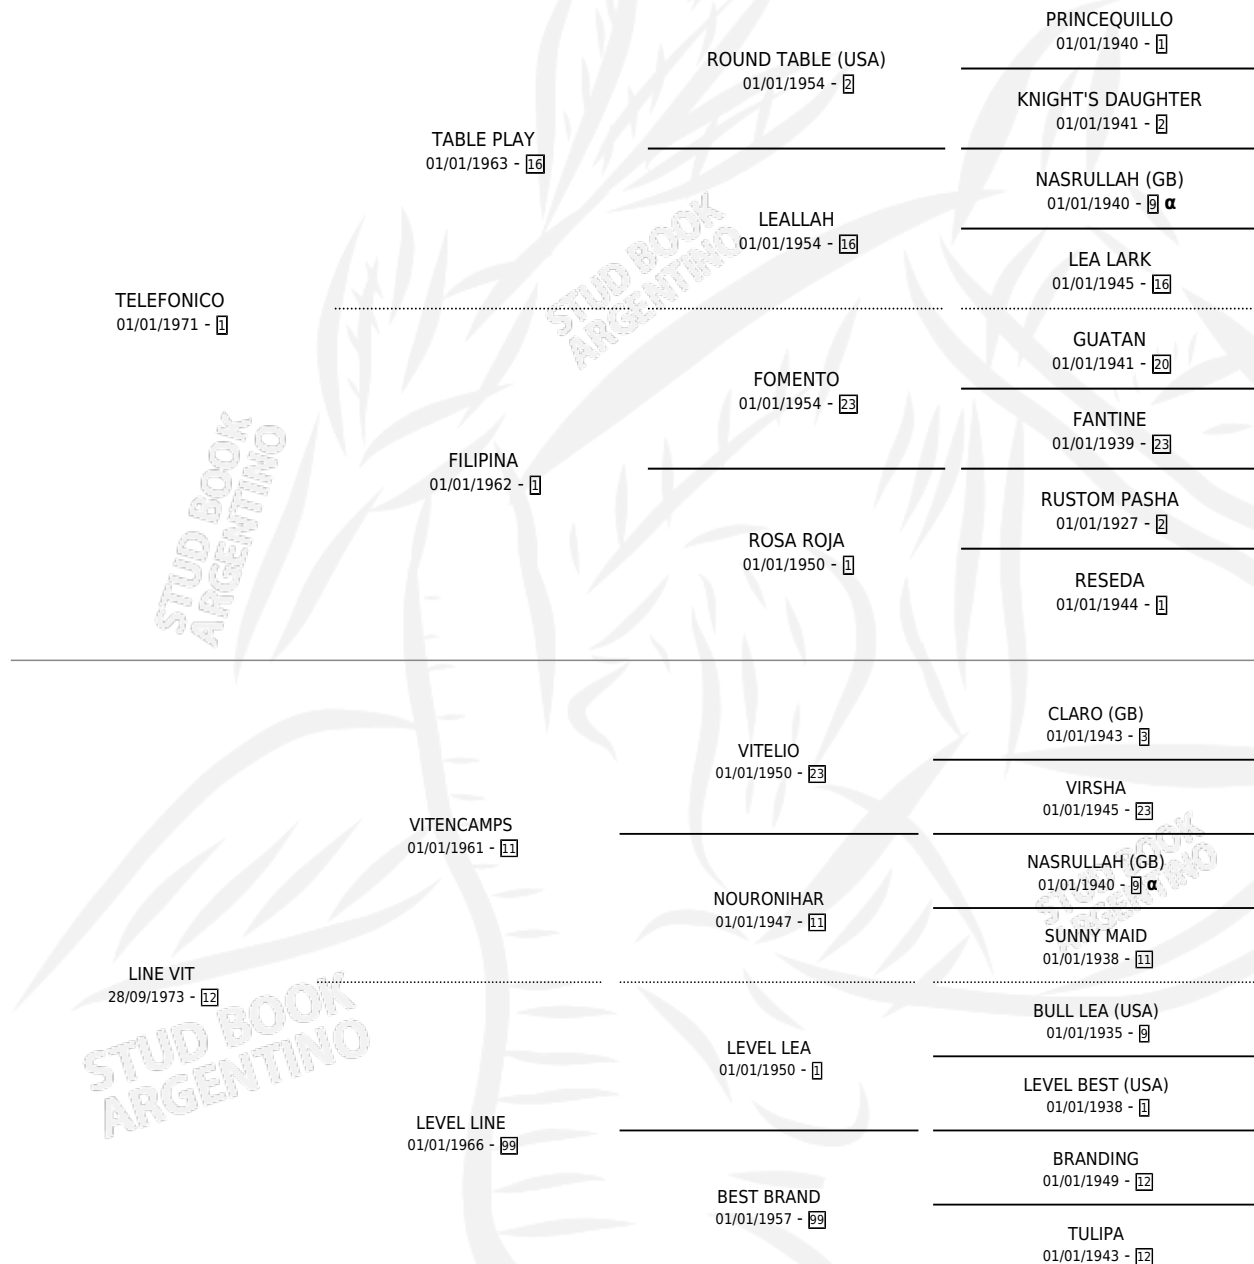 PRINCEQUILLO
01/01/1940 - 1
ROUND TABLE (USA)
01/01/1954 - 2
KNIGHT'S DAUGHTER
01/01/1941 - 2
TABLE PLAY
01/01/1963 - 16
NASRULLAH (GB)
01/01/1940 - 9 α
LEALLAH
01/01/1954 - 16
LEA LARK
01/01/1945 - 16
TELEFONICO
01/01/1971 - 1
GUATAN
01/01/1941 - 20
FOMENTO
01/01/1954 - 23
FANTINE
01/01/1939 - 23
FILIPINA
01/01/1962 - 1
RUSTOM PASHA
01/01/1927 - 2
ROSA ROJA
01/01/1950 - 1
RESEDA
01/01/1944 - 1
CLARO (GB)
01/01/1943 - 3
VITELIO
01/01/1950 - 23
VIRSHA
01/01/1945 - 23
VITENCAMPS
01/01/1961 - 11
NASRULLAH (GB)
01/01/1940 - 9 α
NOURONIHAR
01/01/1947 - 11
SUNNY MAID
01/01/1938 - 11
LINE VIT
28/09/1973 - 12
BULL LEA (USA)
01/01/1935 - 9
LEVEL LEA
01/01/1950 - 1
LEVEL BEST (USA)
01/01/1938 - 1
LEVEL LINE
01/01/1966 - 99
BRANDING
01/01/1949 - 12
BEST BRAND
01/01/1957 - 99
TULIPA
01/01/1943 - 12
STUD BOOK
ARGENTINO
STUD BOOK
ARGENTINO
STUD BOOK
ARGENTINO
STUD BOOK
ARGENTINO